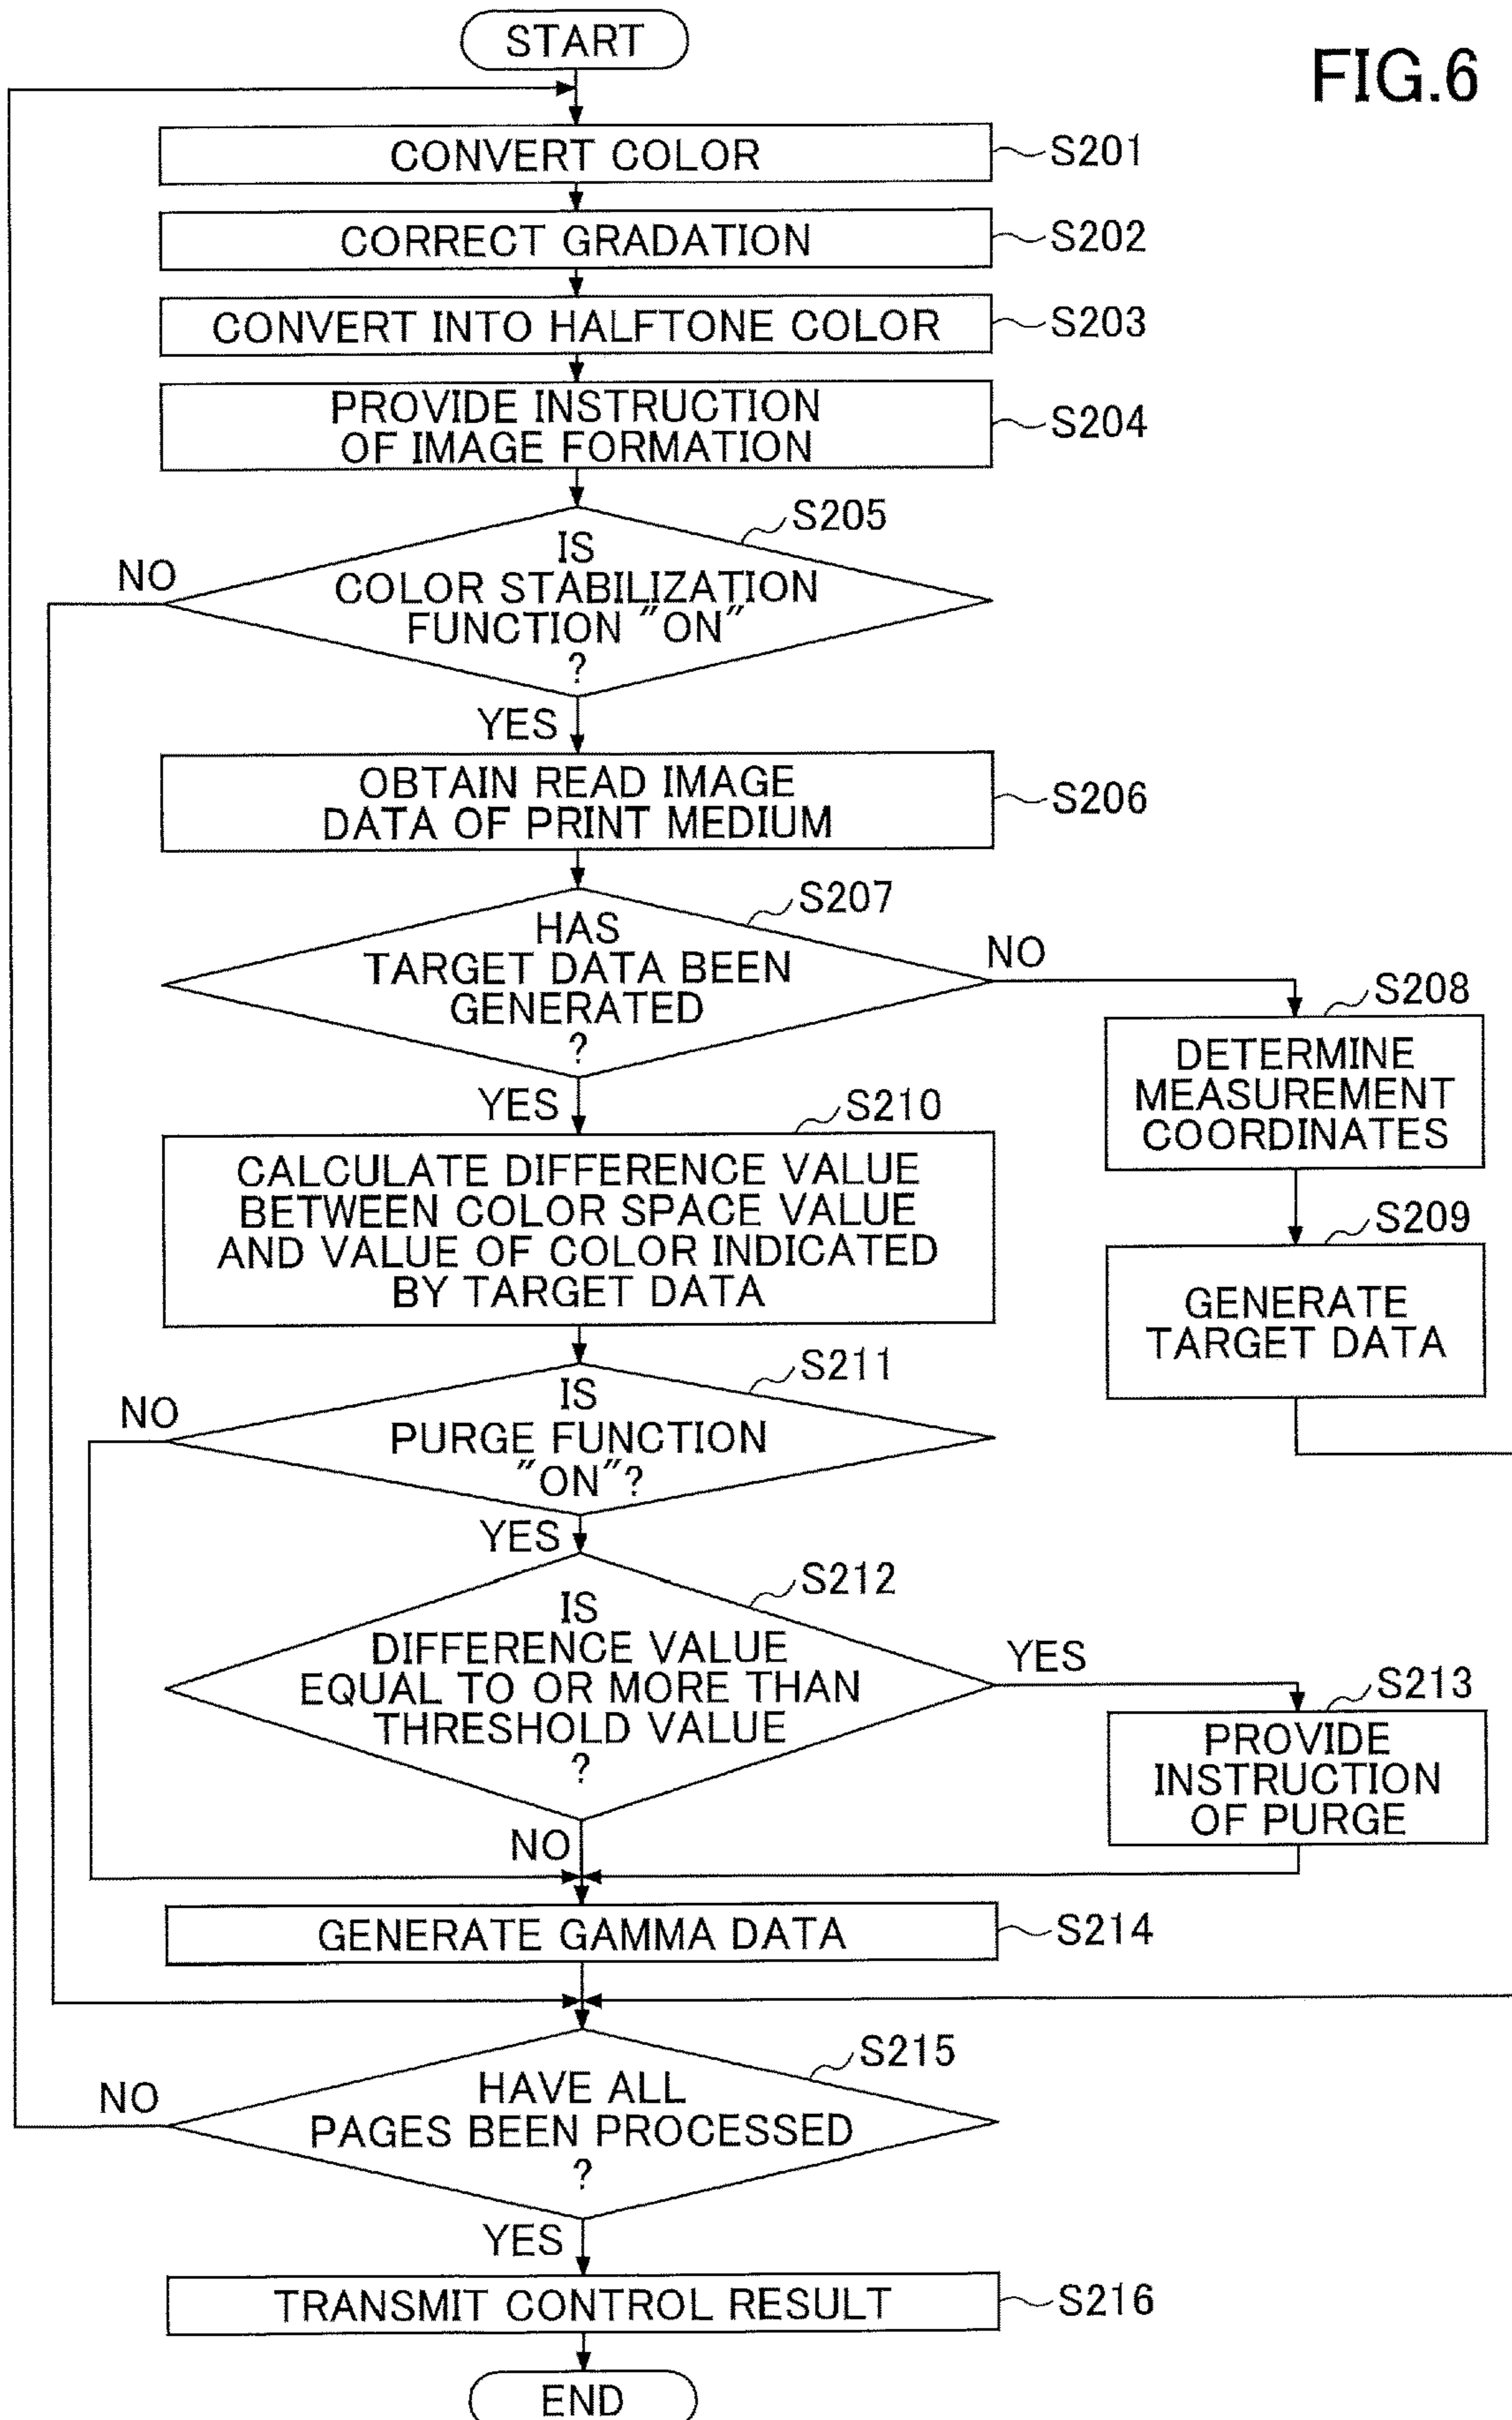 START
FIG.6
CONVERT COLOR
S201
CORRECT GRADATION
S202
CONVERT INTO HALFTONE COLOR
S203
PROVIDE INSTRUCTION
OF IMAGE FORMATION
S204
S205
IS
COLOR STABILIZATION
FUNCTION "ON"
?
NO
YES
OBTAIN READ IMAGE
DATA OF PRINT MEDIUM
S206
S207
HAS
TARGET DATA BEEN
GENERATED
?
NO
YES
S208
DETERMINE
MEASUREMENT
COORDINATES
S209
GENERATE
TARGET DATA
S210
CALCULATE DIFFERENCE VALUE
BETWEEN COLOR SPACE VALUE
AND VALUE OF COLOR INDICATED
BY TARGET DATA
S211
IS
PURGE FUNCTION
"ON"?
NO
YES
S212
IS
DIFFERENCE VALUE
EQUAL TO OR MORE THAN
THRESHOLD VALUE
?
YES
NO
S213
PROVIDE
INSTRUCTION
OF PURGE
GENERATE GAMMA DATA
S214
S215
HAVE ALL
PAGES BEEN PROCESSED
?
NO
YES
TRANSMIT CONTROL RESULT
S216
END